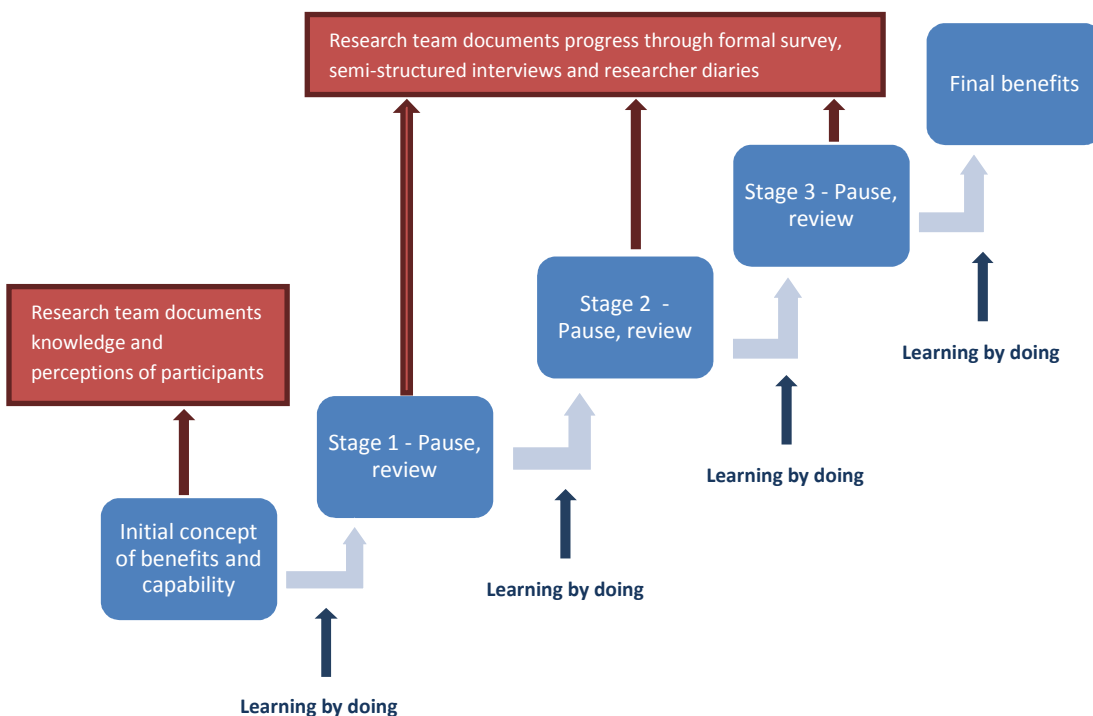 Research team documents progress through formal survey,
semi-structured interviews and researcher diaries
Final benefits
Stage 3 - Pause,
review
Research team documents
knowledge and
perceptions of participants
Stage 2 -
Pause, review
Learning by doing
Stage 1 - Pause,
review
Learning by doing
Initial concept
of benefits and
capability
Learning by doing
Learning by doing